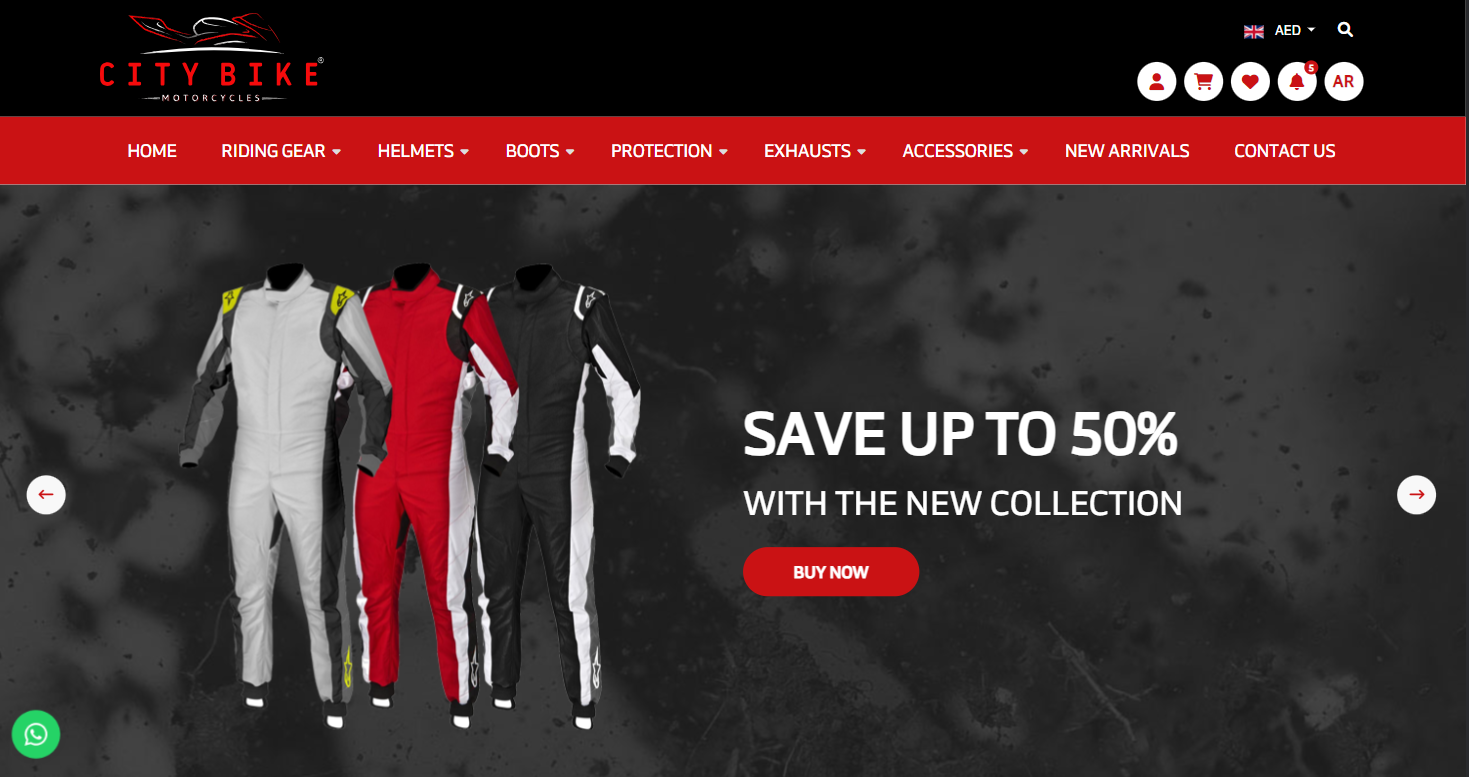 AED
CITY BIKE®
MOTORCYCLES
5
AR
HOME RIDING GEAR HELMETS BOOTS PROTECTION EXHAUSTS ACCESSORIES NEW ARRIVALS CONTACT US
SAVE UP TO 50%
WITH THE NEW COLLECTION
BUY NOW